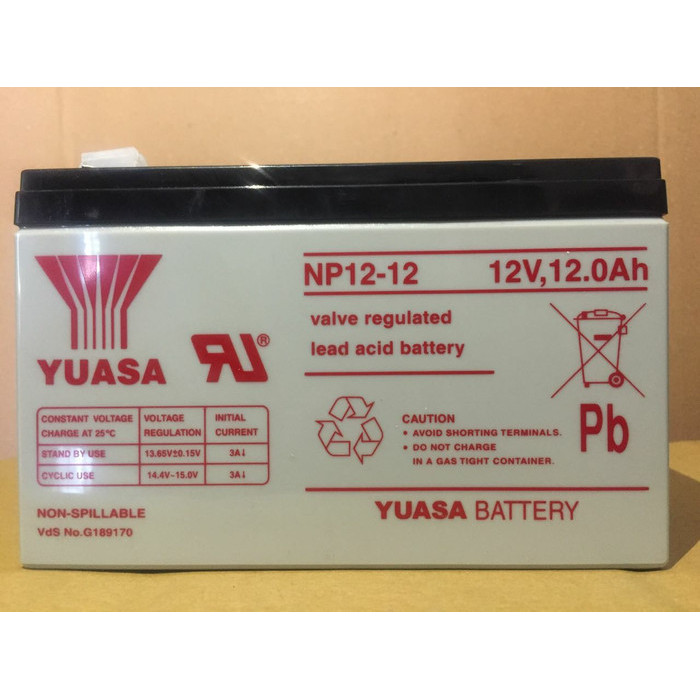 YUASA
RU®
NP12-12 12V,12.0Ah
valve regulated
lead acid battery
CONSTANT VOLTAGE CHARGE AT 25°C VOLTAGE REGULATION INITIAL CURRENT
STAND BY USE 13.65V±0.15V 3A↓
CYCLIC USE 14.4V~15.0V 3A↓
NON-SPILLABLE
VdS No.G189170
CAUTION
• AVOID SHORTING TERMINALS.
• DO NOT CHARGE
IN A GAS TIGHT CONTAINER.
Pb
YUASA BATTERY